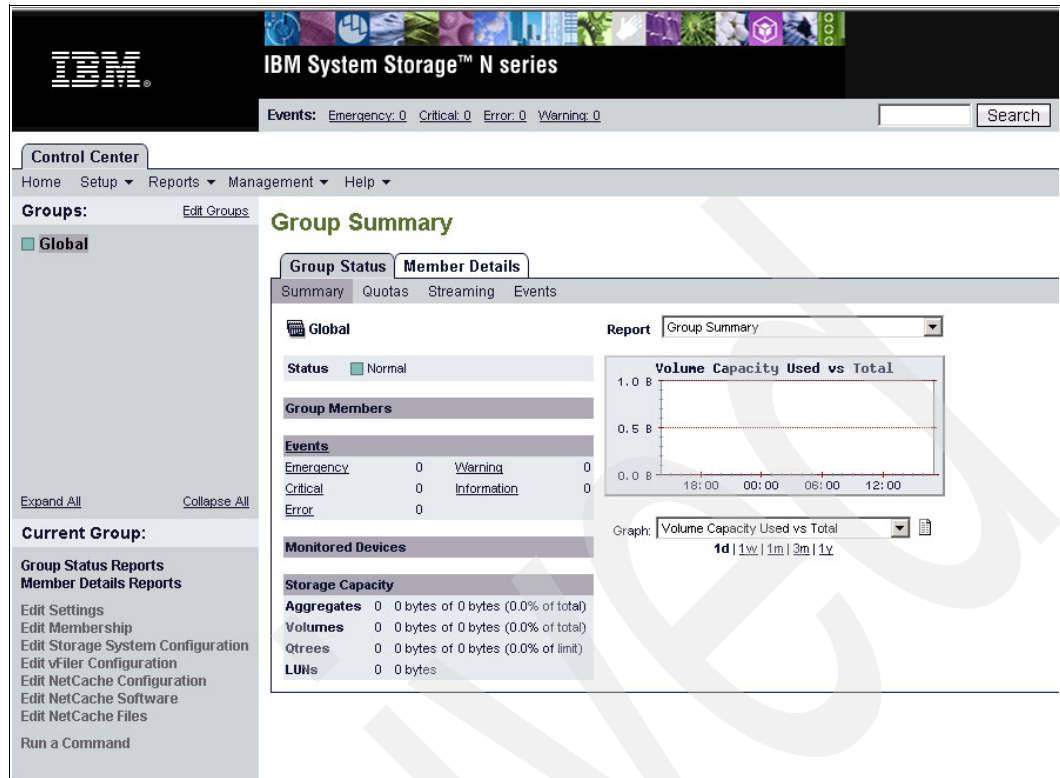 IBM®
IBM System Storage™ N series
Events: Emergency: 0 Critical: 0 Error: 0 Warning: 0
Search
Control Center
Home Setup Reports Management Help
Groups: Edit Groups
Global
Expand All Collapse All
Current Group:
Group Status Reports
Member Details Reports
Edit Settings
Edit Membership
Edit Storage System Configuration
Edit vFiler Configuration
Edit NetCache Configuration
Edit NetCache Software
Edit NetCache Files
Run a Command
Group Summary
Group Status Member Details
Summary Quotas Streaming Events
Global
Status Normal
Group Members
Events
Emergency 0 Warning 0
Critical 0 Information 0
Error 0
Monitored Devices
Storage Capacity
Aggregates 0 0 bytes of 0 bytes (0.0% of total)
Volumes 0 0 bytes of 0 bytes (0.0% of total)
Qtrees 0 0 bytes of 0 bytes (0.0% of limit)
LUNs 0 0 bytes
Report Group Summary
Volume Capacity Used vs Total
1.0 B
0.5 B
0.0 B
18:00 00:00 06:00 12:00
Graph: Volume Capacity Used vs Total
1d | 1w | 1m | 3m | 1y